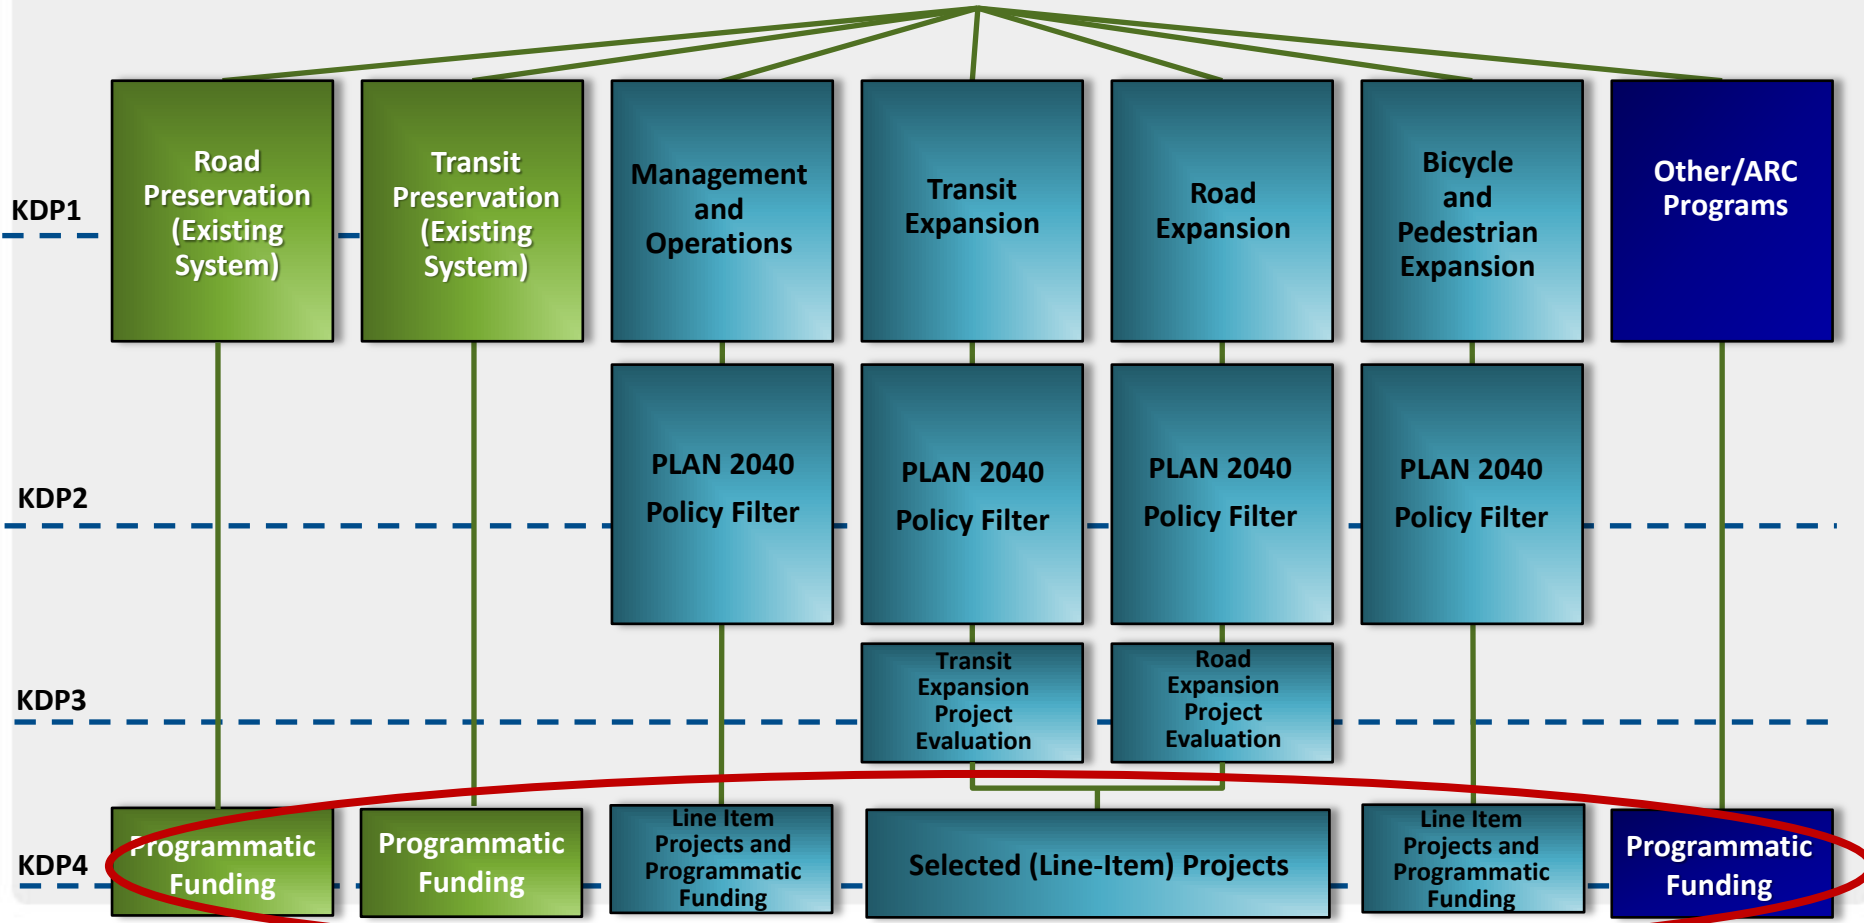 KDP1
Road
Preservation
(Existing
System)
Transit
Preservation
(Existing
System)
Management
and
Operations
Transit
Expansion
Road
Expansion
Bicycle
and
Pedestrian
Expansion
Other/ARC
Programs
KDP2
PLAN 2040
Policy Filter
PLAN 2040
Policy Filter
PLAN 2040
Policy Filter
PLAN 2040
Policy Filter
KDP3
Transit
Expansion
Project
Evaluation
Road
Expansion
Project
Evaluation
KDP4
Programmatic
Funding
Programmatic
Funding
Line Item
Projects and
Programmatic
Funding
Selected (Line-Item) Projects
Line Item
Projects and
Programmatic
Funding
Programmatic
Funding